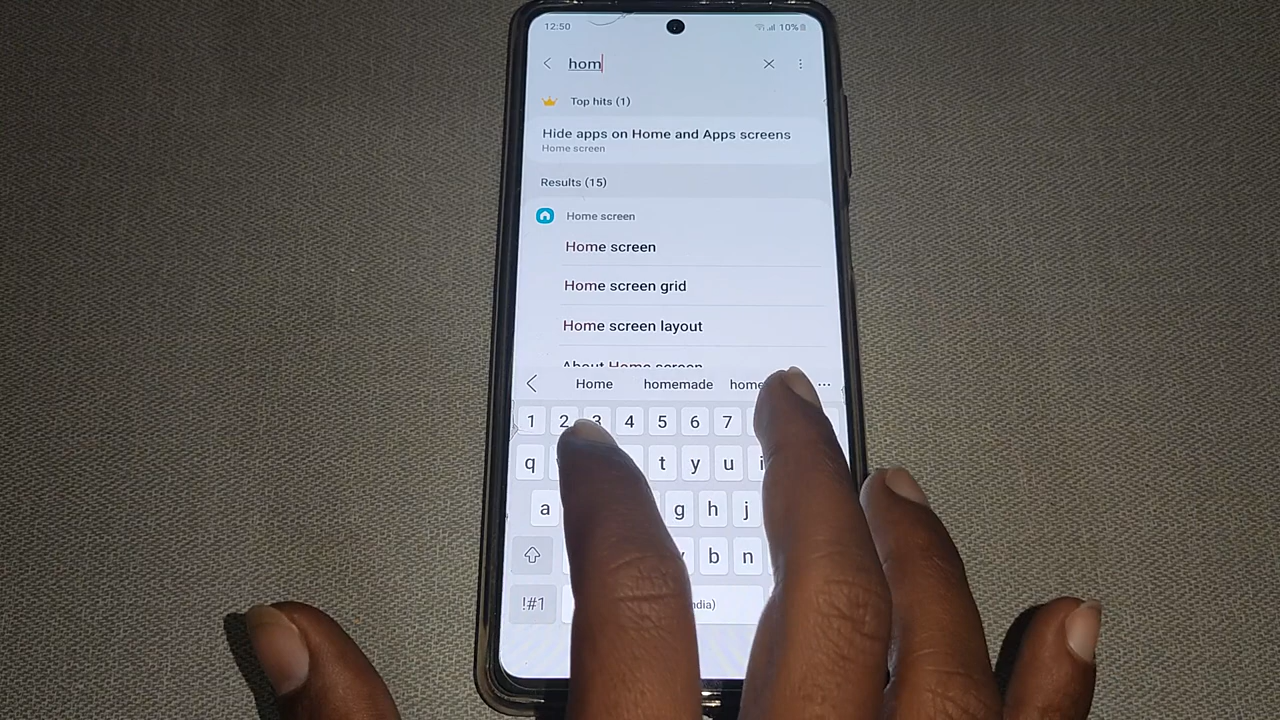 12:50 10%
hom
Top hits (1)
Hide apps on Home and Apps screens
Home screen
Results (15)
Home screen
Home screen
Home screen grid
Home screen layout
About Home screen
Home homemade home
1 2 3 4 5 6 7
q t y u i
a g h j
b n
!#1